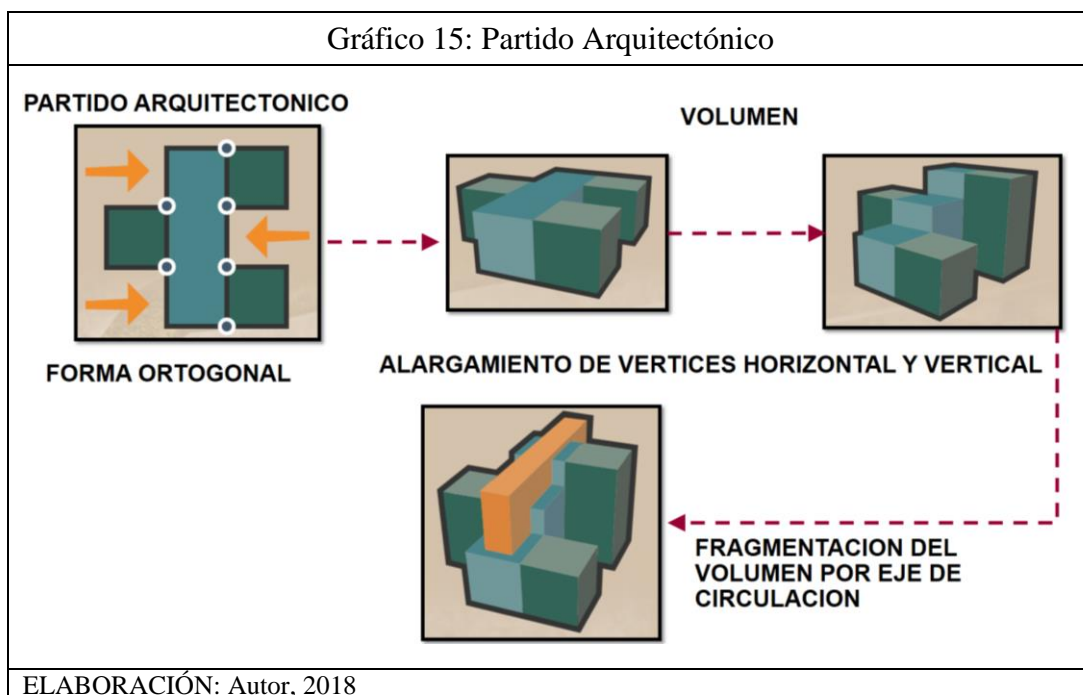 Gráfico 15: Partido Arquitectónico
PARTIDO ARQUITECTONICO
VOLUMEN
FORMA ORTOGONAL
ALARGAMIENTO DE VERTICES HORIZONTAL Y VERTICAL
FRAGMENTACION DEL
VOLUMEN POR EJE DE
CIRCULACION
ELABORACIÓN: Autor, 2018